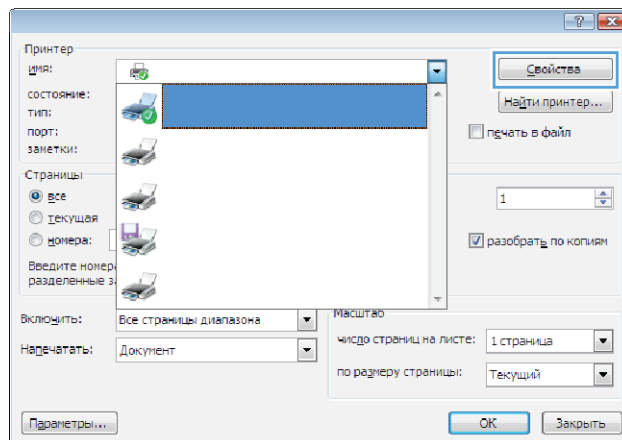 Принтер
имя:
Свойства
состояние:
Найти принтер...
тип:
порт:
печать в файл
заметки:
Страницы
все
1
текущая
номера:
разобрать по копиям
Введите номер
разделенные з
Включить:
Все страницы диапазона
Масштаб
число страниц на листе:
1 страница
Напечатать:
Документ
по размеру страницы:
Текущий
Параметры...
ОК
Закрыть